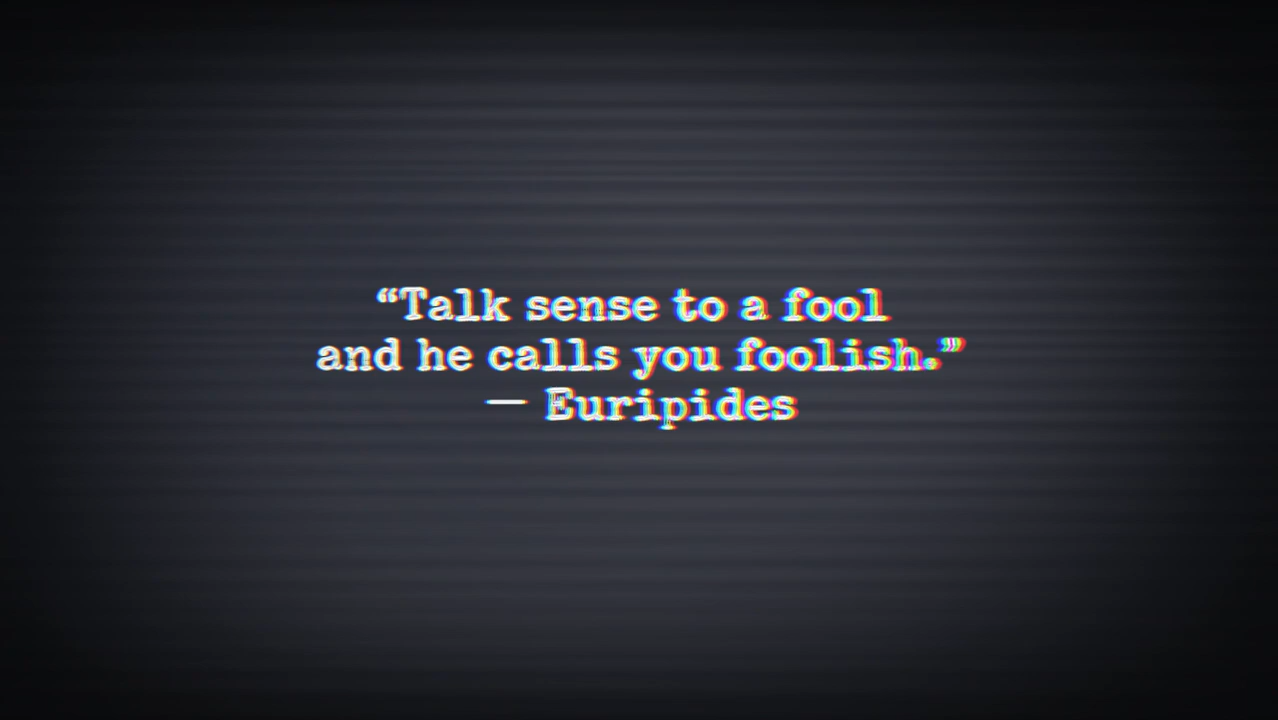 “Talk sense to a fool
and he calls you foolish.”
— Euripides